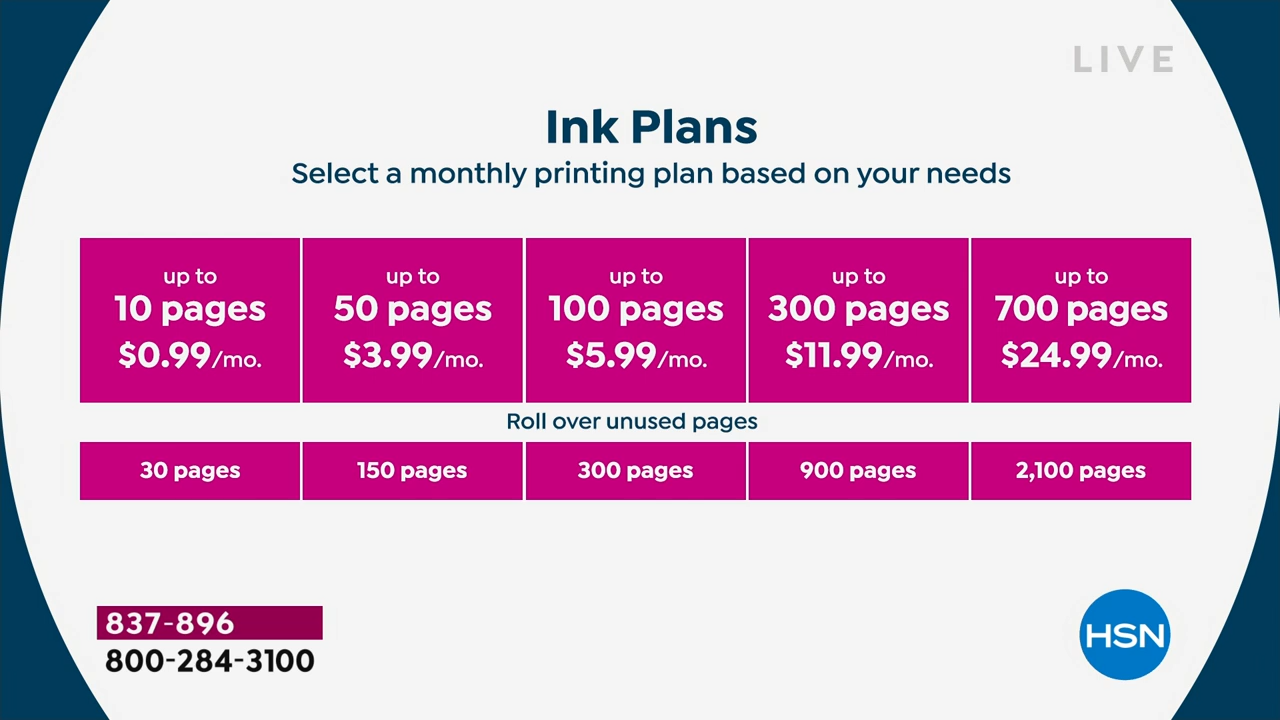 LIVE
Ink Plans
Select a monthly printing plan based on your needs
up to
10 pages
$0.99/mo.
up to
50 pages
$3.99/mo.
up to
100 pages
$5.99/mo.
up to
300 pages
$11.99/mo.
up to
700 pages
$24.99/mo.
Roll over unused pages
30 pages
150 pages
300 pages
900 pages
2,100 pages
837-896
800-284-3100
HSN